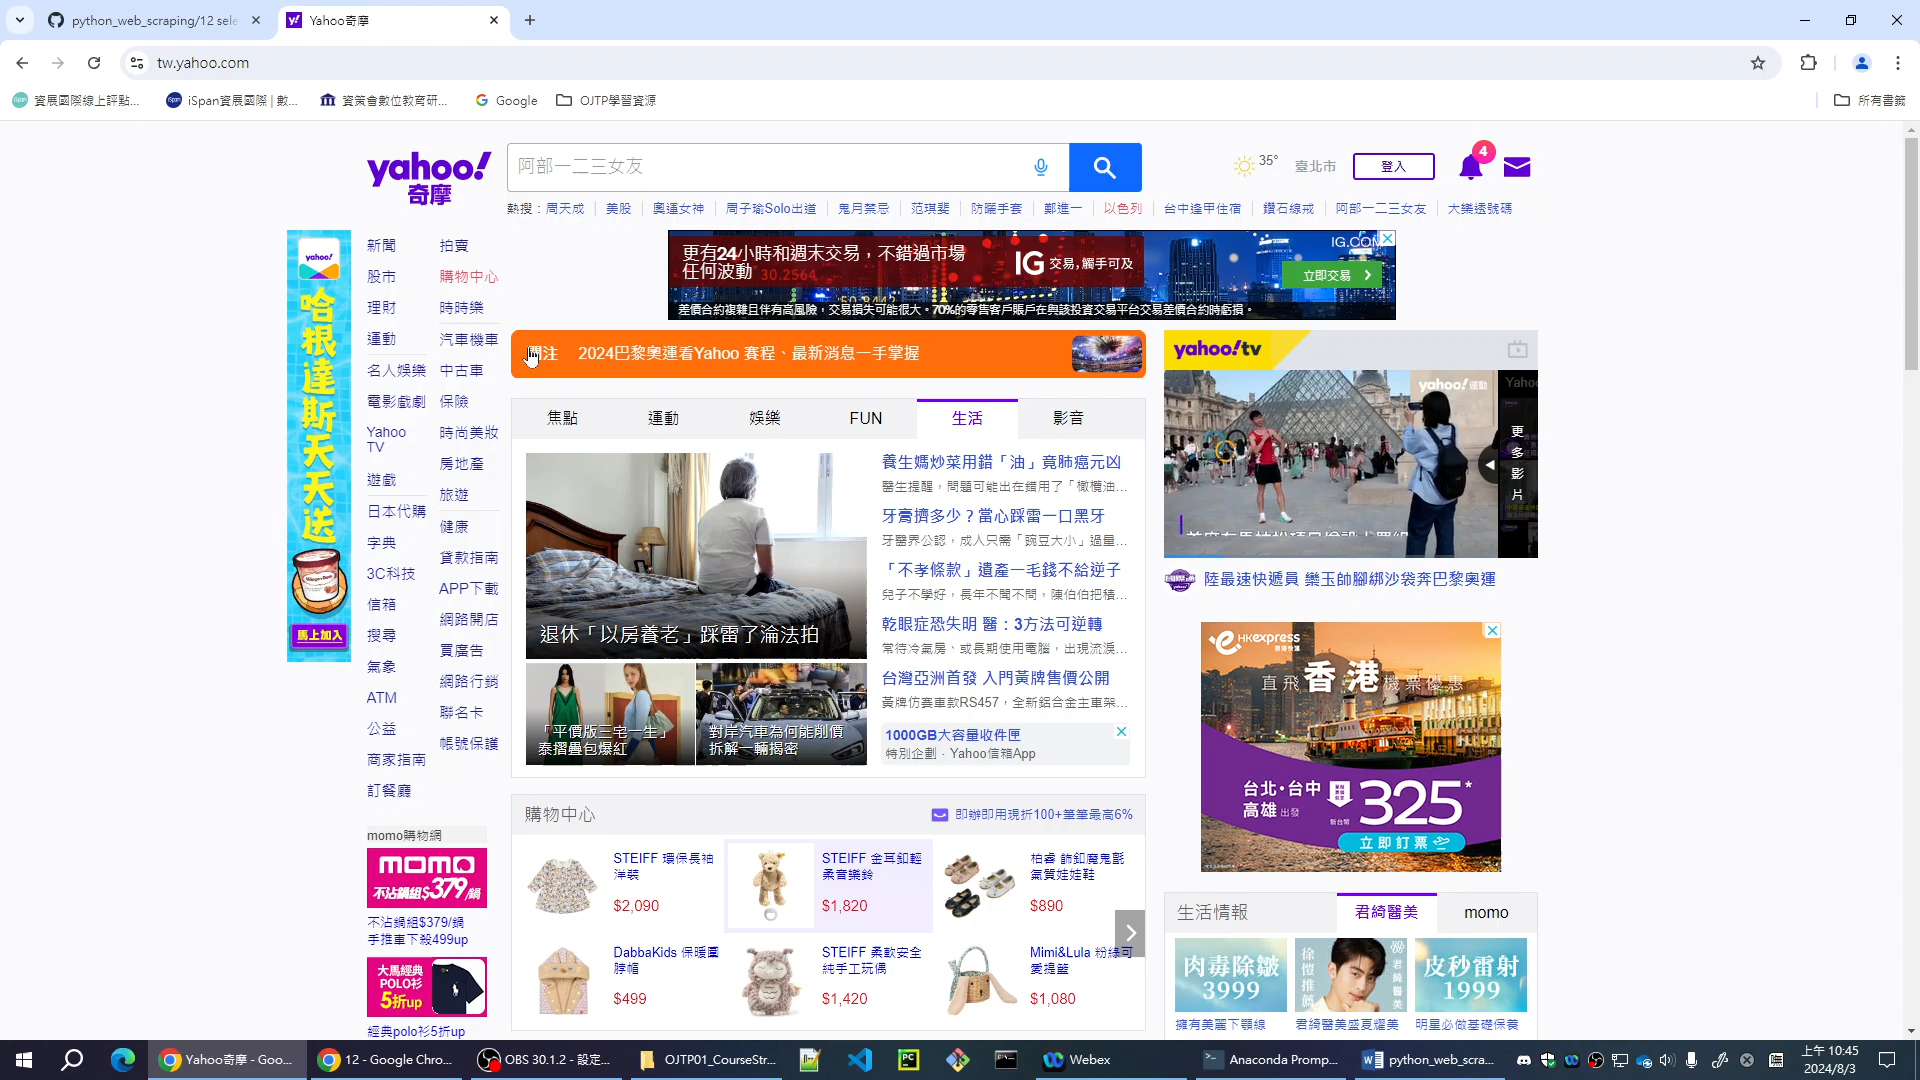 python_web_scraping/12 sele
Yahoo奇摩
tw.yahoo.com
資展國際線上評點...
iSpan資展國際 | 數...
資策會數位教育研...
Google
OJTP學習資源
所有書籤
yahoo!
奇摩
阿部一二三女友
35°
臺北市
登入
4
熱搜：周天成
美股
奧運女神
周子瑜Solo出道
鬼月禁忌
范琪斐
防曬手套
鄭進一
以色列
台中逢甲住宿
鑽石線戒
阿部一二三女友
大樂透號碼
yahoo!
哈根達斯天天送
馬上加入
新聞
拍賣
股市
購物中心
理財
時時樂
運動
汽車機車
名人娛樂
中古車
電影戲劇
保險
Yahoo
TV
時尚美妝
遊戲
房地產
日本代購
旅遊
字典
健康
3C科技
貸款指南
信箱
APP下載
搜尋
網路開店
氣象
買廣告
ATM
網路行銷
公益
聯名卡
商家指南
帳號保護
訂餐廳
momo購物網
momo
不沾鍋組$379/鍋
不沾鍋組$379/鍋
手推車下殺499up
大馬經典
POLO衫
5折up
經典polo衫5折up
更有24小時和週末交易，不錯過市場
任何波動
IG 交易,觸手可及
IG.COM
立即交易
差價合約複雜且伴有高風險，交易損失可能很大。70%的零售客戶賬戶在與該投資交易平台交易差價合約時虧損。
關注
2024巴黎奧運看Yahoo 賽程、最新消息一手掌握
焦點
運動
娛樂
FUN
生活
影音
退休「以房養老」踩雷了淪法拍
「平價版三宅一生」
泰摺疊包爆紅
對岸汽車為何能削價
拆解一輛揭密
養生媽炒菜用錯「油」竟肺癌元凶
醫生提醒，問題可能出在錯用了「橄欖油...
牙膏擠多少？當心踩雷一口黑牙
牙醫界公認，成人只需「豌豆大小」過量...
「不孝條款」遺產一毛錢不給逆子
兒子不學好，長年不聞不問，陳伯伯把積...
乾眼症恐失明 醫：3方法可逆轉
常待冷氣房、或長期使用電腦，出現流淚...
台灣亞洲首發 入門黃牌售價公開
黃牌仿賽車款RS457，全新鋁合金主車架...
1000GB大容量收件匣
特別企劃 · Yahoo信箱App
購物中心
即辦即用現折100+筆筆最高6%
STEIFF 環保長袖
洋裝
$2,090
STEIFF 金耳釦輕
柔音樂鈴
$1,820
柏睿 飾釦魔鬼氈
氣質娃娃鞋
$890
DabbaKids 保暖圍
脖帽
$499
STEIFF 柔軟安全
純手工玩偶
$1,420
Mimi&Lula 粉緣可
愛提籃
$1,080
yahoo!tv
yahoo!運動
Yahoo
更多影片
陸最速快遞員 欒玉帥腳綁沙袋奔巴黎奧運
HKexpress
直飛香港機票優惠
台北·台中
高雄 出發
新台幣
325*
立即訂票
生活情報
君綺醫美
momo
肉毒除皺
3999
徐愷推薦
君綺醫美
皮秒雷射
1999
擁有美麗下顎線
君綺醫美盛夏耀美
明星必做基礎保養
Yahoo奇摩 - Goo...
12 - Google Chro...
OBS 30.1.2 - 設定...
OJTP01_CourseStr...
Webex
Anaconda Promp...
python_web_scra...
上午 10:45
2024/8/3